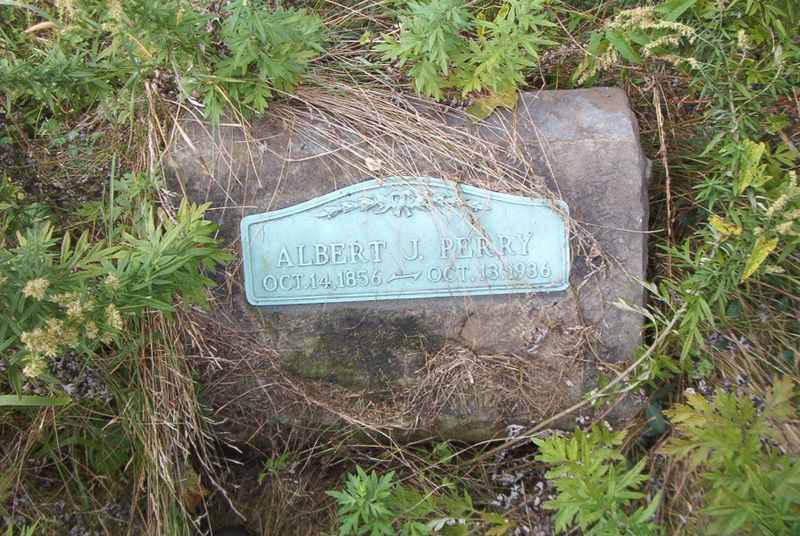 ALBERT J. PERRY
OCT. 14, 1856 — OCT. 13, 1936